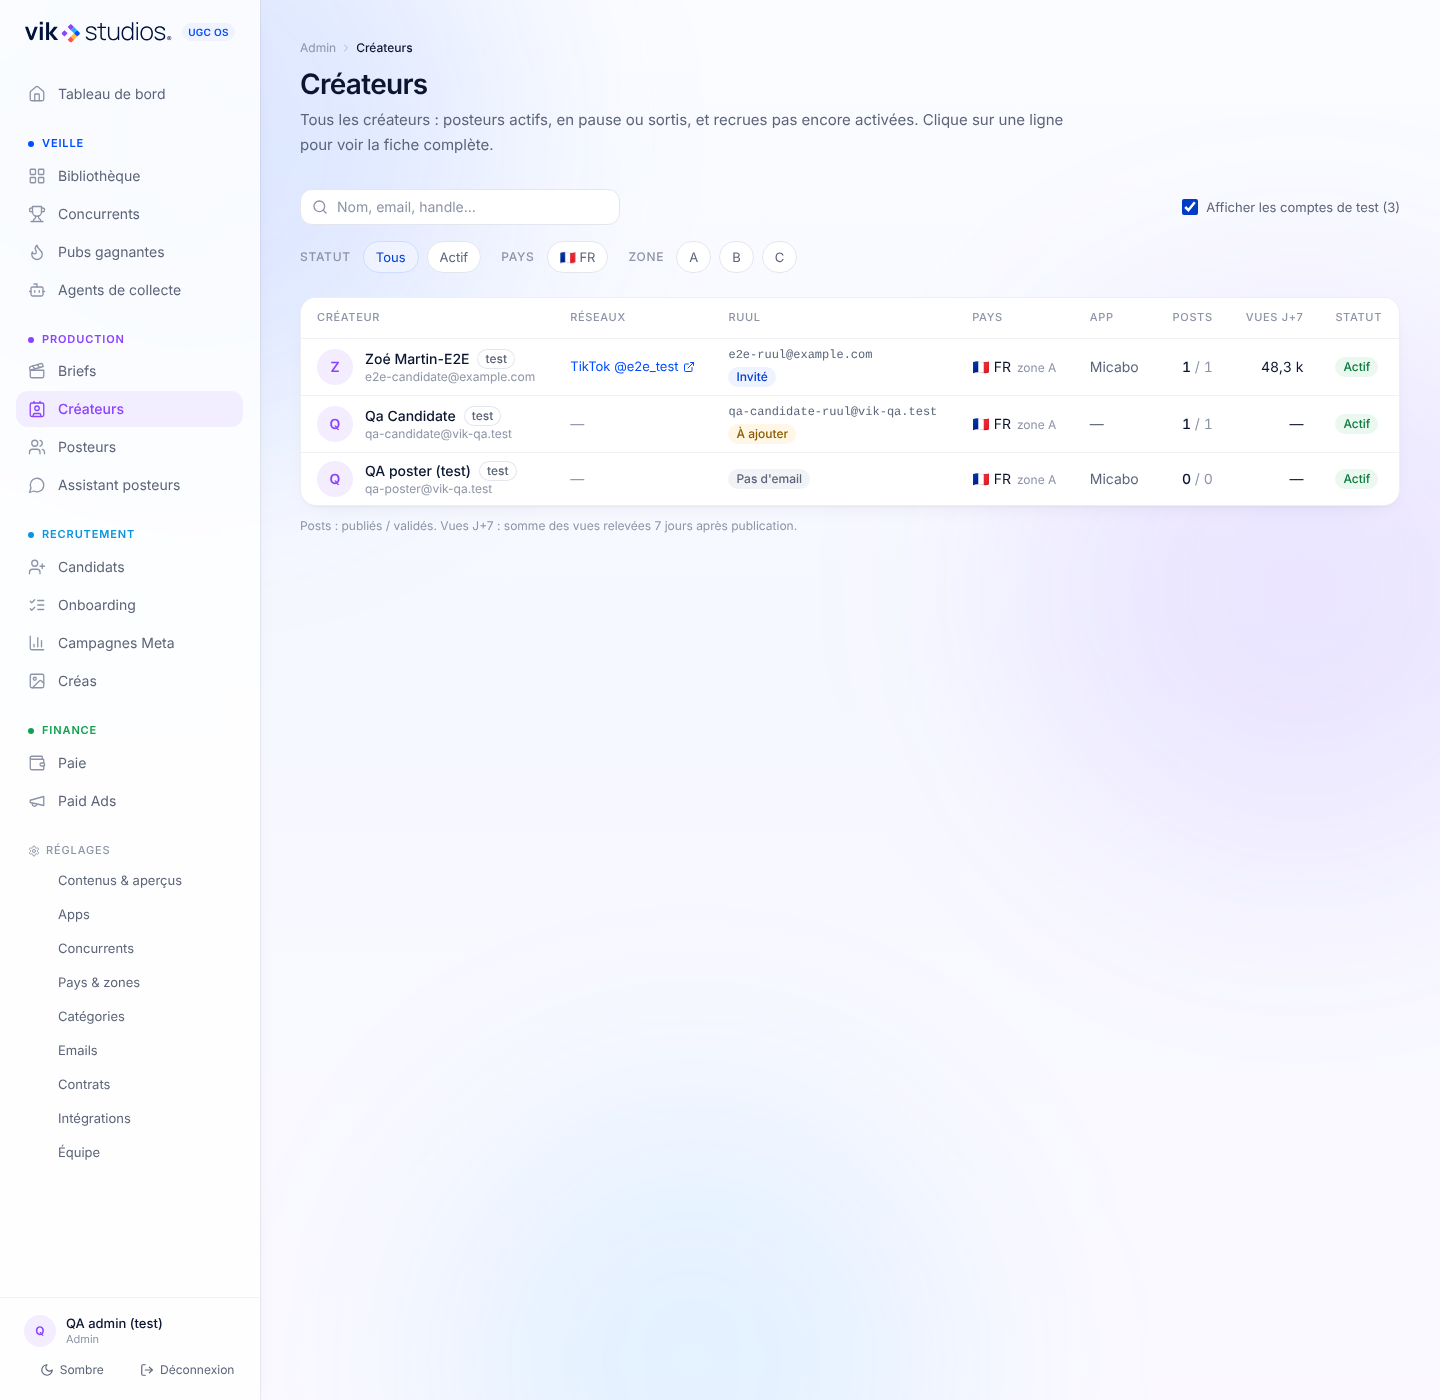 vik studios. UGC OS
Tableau de bord
VEILLE
Bibliothèque
Concurrents
Pubs gagnantes
Agents de collecte
PRODUCTION
Briefs
Créateurs
Posteurs
Assistant posteurs
RECRUTEMENT
Candidats
Onboarding
Campagnes Meta
Créas
FINANCE
Paie
Paid Ads
RÉGLAGES
Contenus & aperçus
Apps
Concurrents
Pays & zones
Catégories
Emails
Contrats
Intégrations
Équipe
Q QA admin (test)
Admin
Sombre Déconnexion
Admin > Créateurs
Créateurs
Tous les créateurs : posteurs actifs, en pause ou sortis, et recrues pas encore activées. Clique sur une ligne
pour voir la fiche complète.
Nom, email, handle...
Afficher les comptes de test (3)
STATUT Tous Actif PAYS 🇫🇷 FR ZONE A B C
CRÉATEUR RÉSEAUX RUUL PAYS APP POSTS VUES J+7 STATUT
Z Zoé Martin-E2E test
e2e-candidate@example.com
TikTok @e2e_test
e2e-ruul@example.com
Invité
🇫🇷 FR zone A Micabo 1 / 1 48,3 k Actif
Q Qa Candidate test
qa-candidate@vik-qa.test
—
qa-candidate-ruul@vik-qa.test
À ajouter
🇫🇷 FR zone A — 1 / 1 — Actif
Q QA poster (test) test
qa-poster@vik-qa.test
—
Pas d'email
🇫🇷 FR zone A Micabo 0 / 0 — Actif
Posts : publiés / validés. Vues J+7 : somme des vues relevées 7 jours après publication.